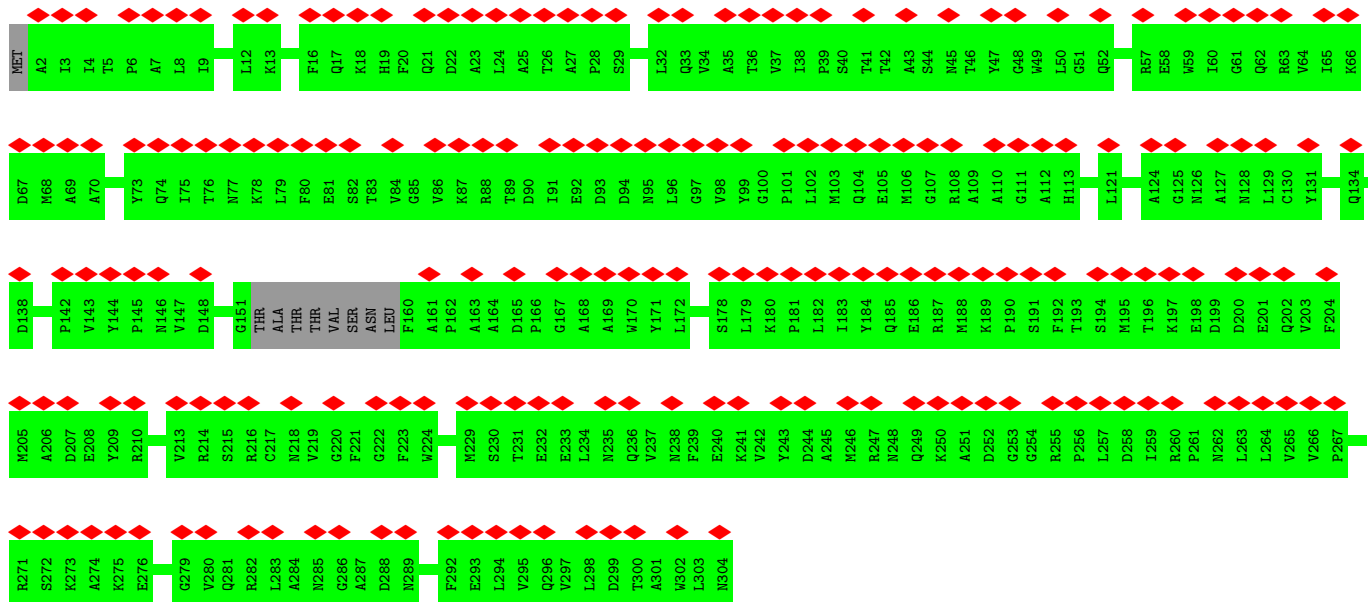 MET A2 I3 I4 T5 P6 A7 L8 I9 L12 K13 F16 Q17 K18 H19 F20 Q21 D22 A23 L24 A25 T26 A27 P28 S29 L32 Q33 V34 A35 T36 V37 I38 P39 S40 T41 T42 A43 S44 N45 T46 Y47 G48 W49 L50 G51 Q52 R57 E58 W59 I60 G61 Q62 R63 V64 I65 K66
D67 M68 A69 A70 Y73 Q74 I75 T76 N77 K78 L79 F80 E81 S82 T83 V84 G85 V86 K87 R88 T89 D90 I91 E92 D93 D94 N95 L96 G97 V98 Y99 G100 P101 L102 M103 Q104 E105 M106 G107 R108 A109 A110 G111 A112 H113 L121 A124 G125 N126 A127 N128 L129 C130 Y131 Q134
D138 P142 V143 Y144 P145 N146 V147 D148 G151 THR ALA THR THR VAL SER ASN LEU F160 A161 P162 A163 A164 D165 P166 G167 A168 A169 W170 Y171 L172 S178 L179 K180 P181 L182 I183 Y184 Q185 E186 R187 M188 K189 P190 S191 F192 T193 S194 M195 T196 K197 E198 D199 D200 E201 Q202 V203 F204
M205 A206 D207 E208 Y209 R210 V213 R214 S215 R216 C217 N218 V219 G220 F221 G222 F223 W224 M229 S230 T231 E232 E233 L234 N235 Q236 V237 N238 F239 E240 K241 V242 Y243 D244 A245 M246 R247 N248 Q249 K250 A251 D252 G253 G254 R255 P256 L257 D258 I259 R260 P261 N262 L263 L264 V265 V266 P267
R271 S272 K273 A274 K275 E276 G279 V280 Q281 R282 L283 A284 N285 G286 A287 D288 N289 F292 E293 L294 V295 Q296 V297 L298 D299 T300 A301 W302 L303 N304